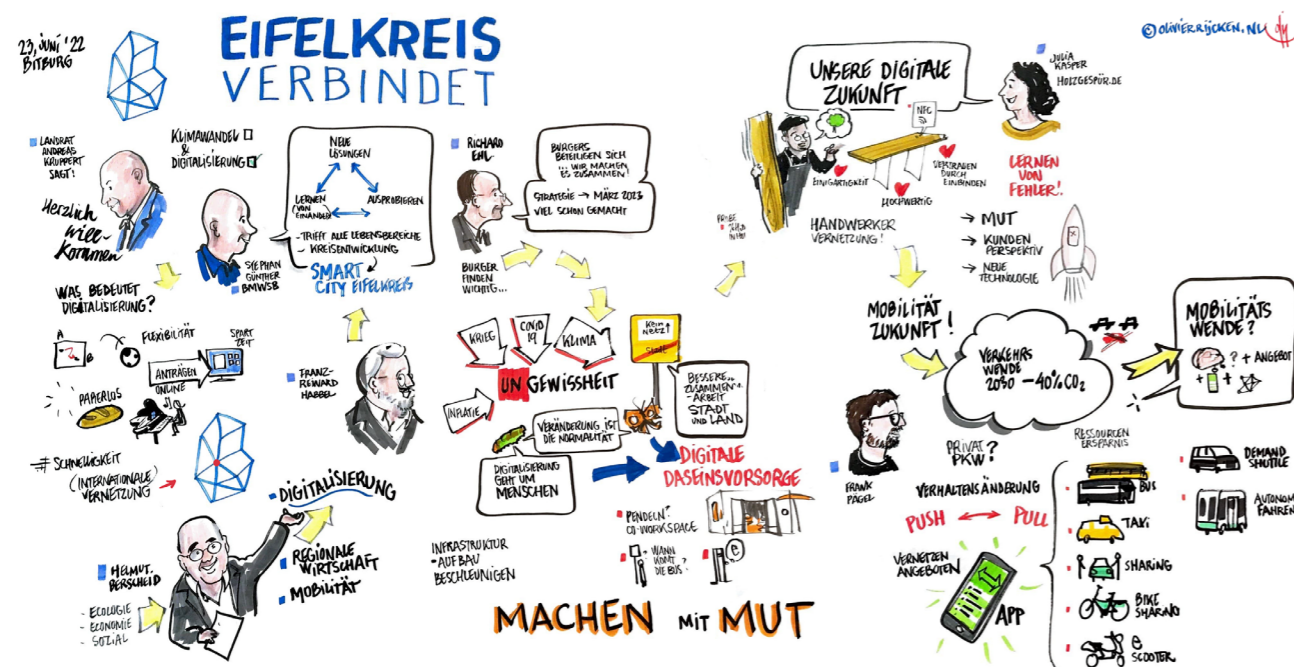 23, JUNI '22
BITBURG
EIFELKREIS
VERBINDET
LANDRAT
ANDREAS
KRUPPERT
SAGT!
Herzlich
will-
kommen
KLIMAWANDEL
&
DIGITALISIERUNG
STEPHAN
GÜNTHER
BMWSB
NEUE
LÖSUNGEN
LERNEN
(VON
EINANDER)
AUSPROBIEREN
- TRIFFT ALLE LEBENSBEREICHE
- KREISENTWICKLUNG
SMART
CITY EIFELKREIS
WAS BEDEUTET
DIGITALISIERUNG?
A
B
FLEXIBILITÄT
SPART
ZEIT
ANTRÄGEN
ONLINE
PAPIERLOS
# SCHNELLIGKEIT
(INTERNATIONALE)
VERNETZUNG
HELMUT
BERSCHEID
- ECOLOGIE
- ECONOMIE
- SOZIAL
DIGITALISIERUNG
REGIONALE
WIRTSCHAFT
MOBILITÄT
FRANZ-
REINHARD
HABBEL
RICHARD
EHL
BÜRGERS
BETEILIGEN SICH
... WIR MACHEN
ES ZUSAMMEN!
STRATEGIE → MÄRZ 2023
VIEL SCHON GEMACHT
BURGER
FINDEN
WICHTIG...
KRIEG
COVID
19
KLIMA
INFLATIE
UNGEWISSHEIT
KEIN
NETZ↑
STADT
BESSERE...
ZUSAMMEN...
- ARBEIT
STADT
UND LAND
VERÄNDERUNG IST
DIE NORMALITÄT
DIGITALISIERUNG
GEHT UM
MENSCHEN
DIGITALE
DASEINSVORSORGE
PENDELN?
CO-WORKSPACE
- WANN
KOMT
DIE BUS?
e
INFRASTRUKTUR
- AUFBAU
BESCHLEUNIGEN
MACHEN MIT MUT
UNSERE DIGITALE
ZUKUNFT
NFC
JULIA
KASPER
HOLZGESPÜR.DE
© OLIVIERRIJCKEN.NL
EINZIGARTIGKEIT
HOCHWERTIG
VERTRAUEN
DURCH
EINBINDEN
PROBE
HANDWERKER
VERNETZUNG!
LERNEN
VON
FEHLER!
→ MUT
→ KUNDEN
PERSPEKTIV
→ NEUE
TECHNOLOGIE
MOBILITÄT
ZUKUNFT!
VERKEHRS
WENDE
2030 -40% CO₂
MOBILITÄTS
WENDE?
? + ANGEBOT
+ +
FRANK
PÄGEL
PRIVAT
PKW?
VERHALTENSÄNDERUNG
PUSH ↔ PULL
VERNETZEN
ANGEBOTEN
APP
RESSOURCEN
ERSPARNIS
BUS
TAXI
SHARING
BIKE
SHARING
e
SCOOTER
DEMAND
SHUTTLE
AUTONOM
FAHREN